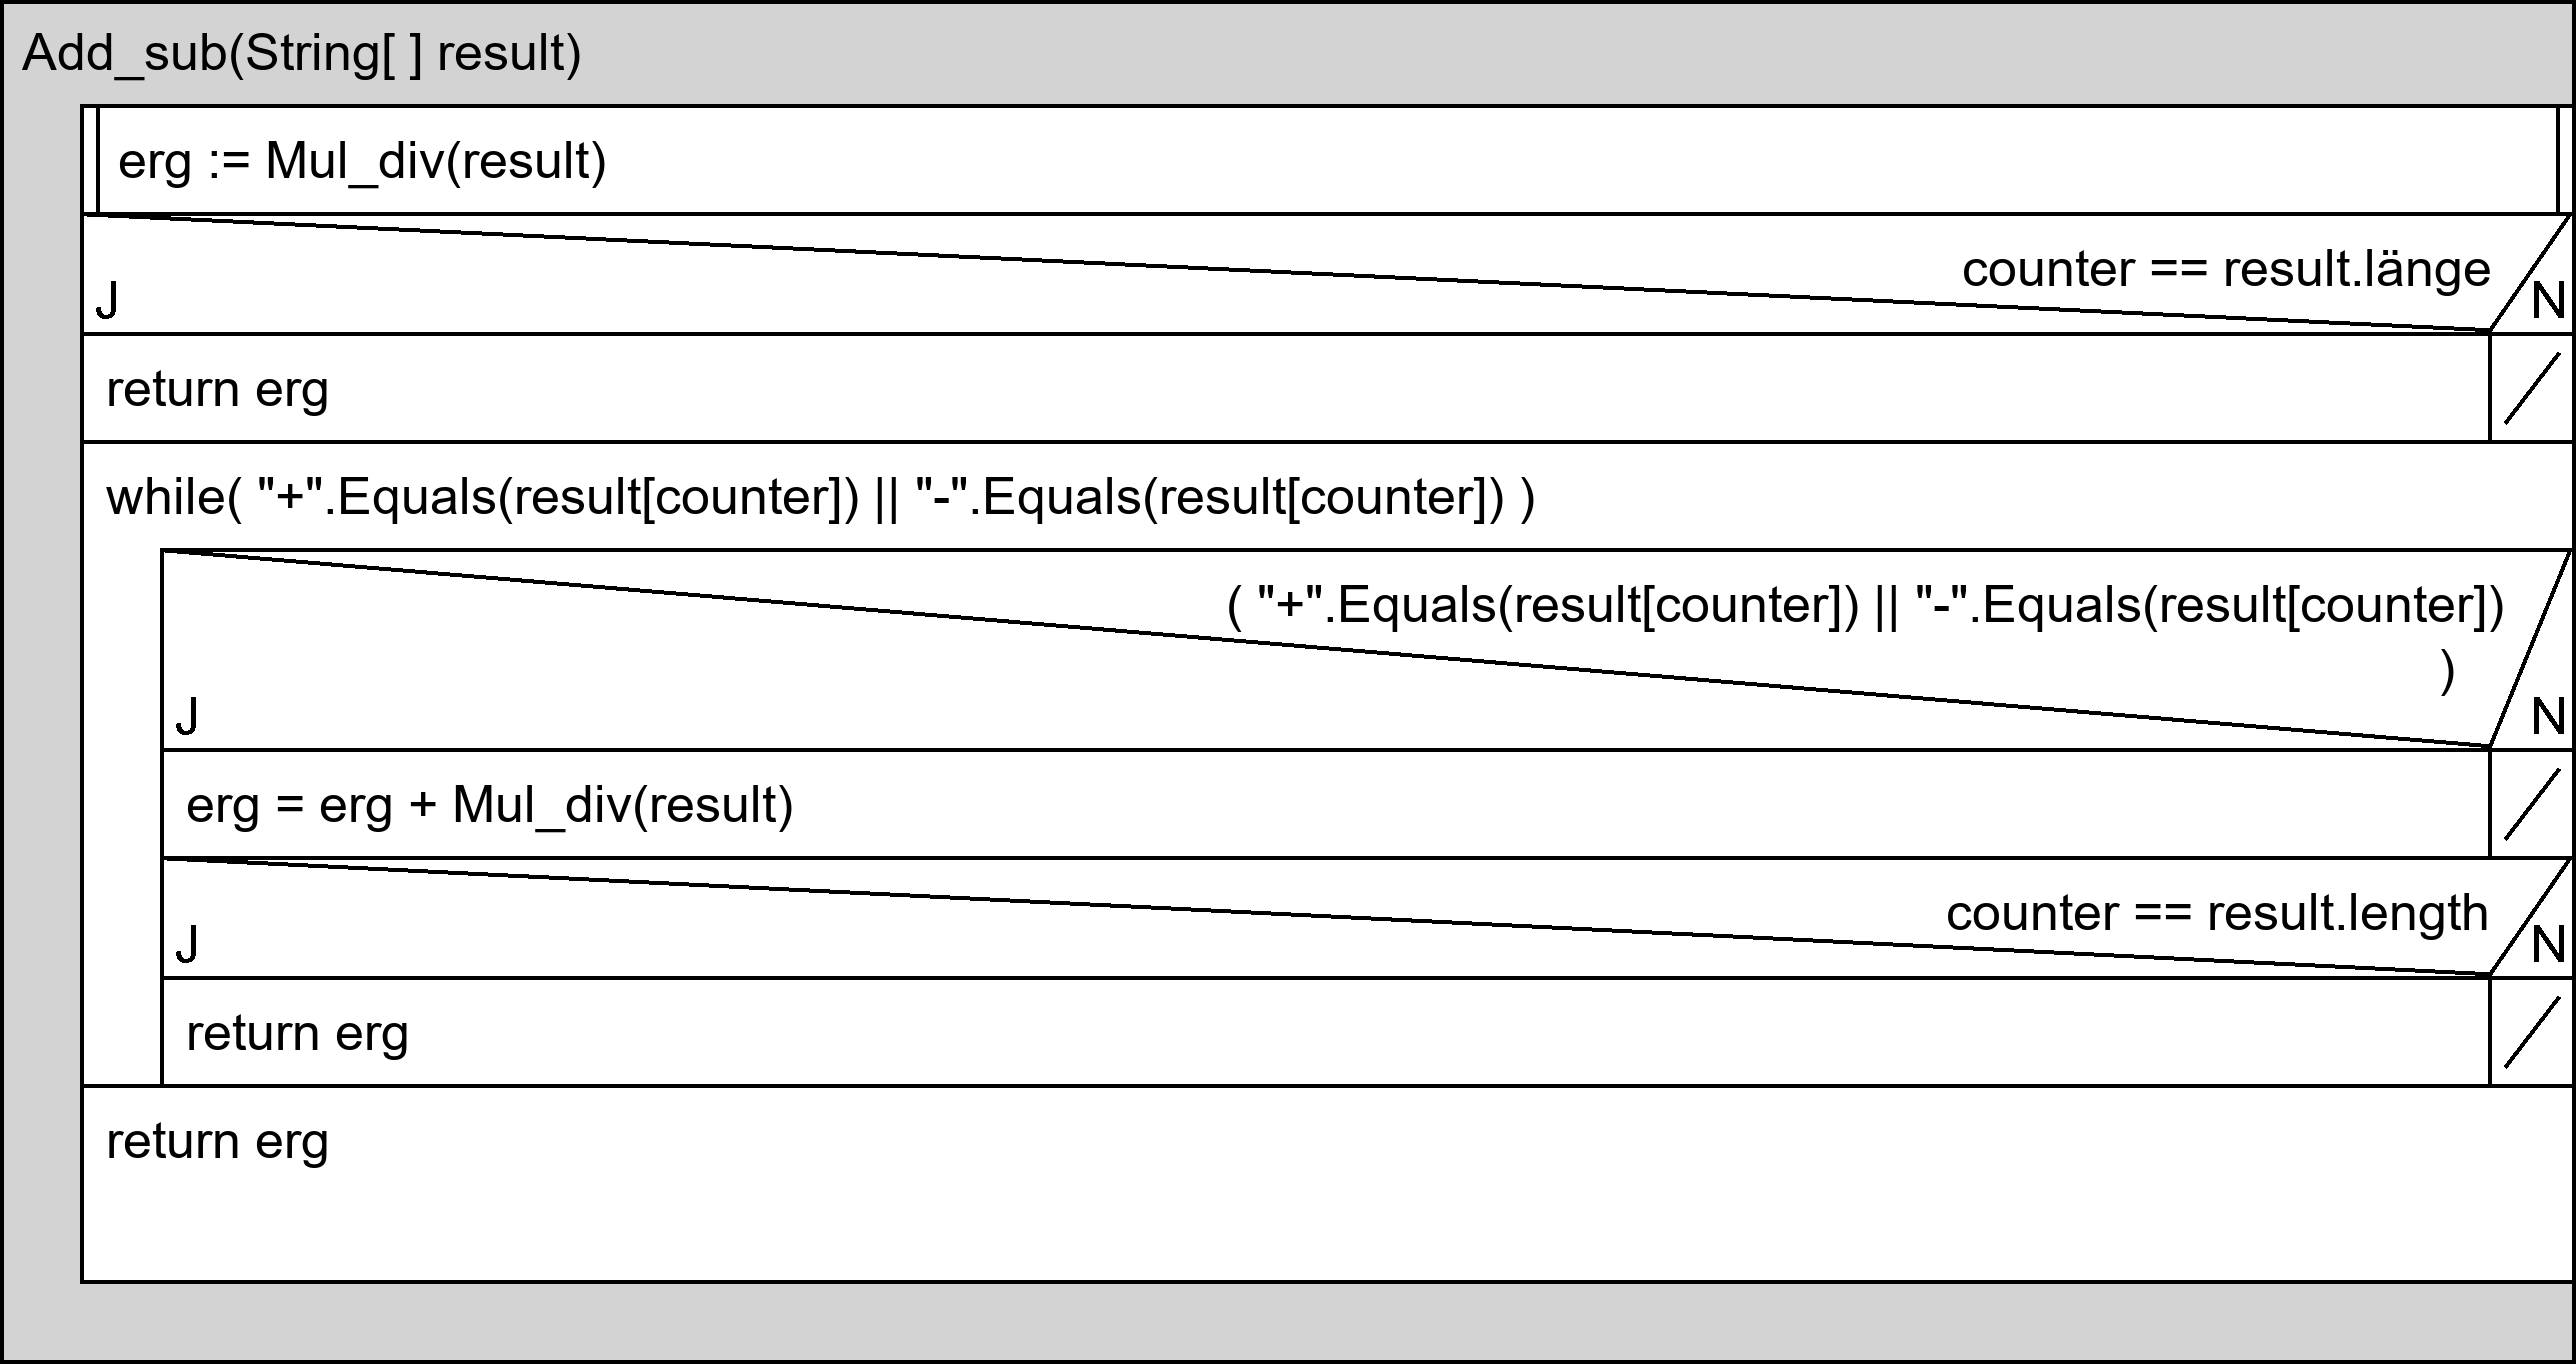 Add_sub(String[ ] result)
erg := Mul_div(result)
counter == result.länge
J
N
return erg
while( "+".Equals(result[counter]) || "-".Equals(result[counter]) )
( "+".Equals(result[counter]) || "-".Equals(result[counter])
)
J
N
erg = erg + Mul_div(result)
counter == result.length
J
N
return erg
return erg